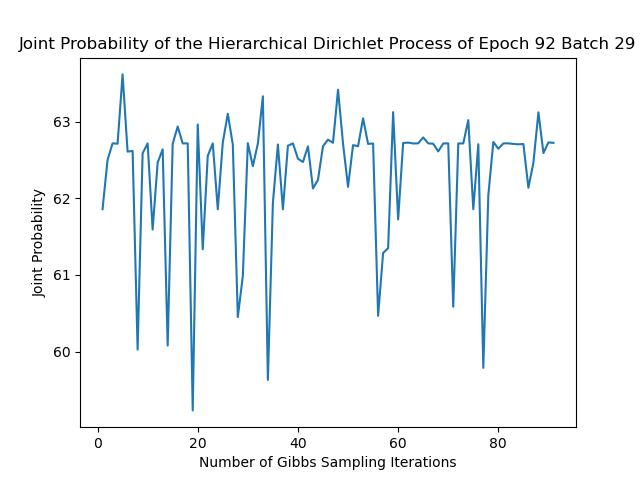 Joint Probability of the Hierarchical Dirichlet Process of Epoch 92 Batch 29
63
62
61
60
Joint Probability
0 20 40 60 80
Number of Gibbs Sampling Iterations